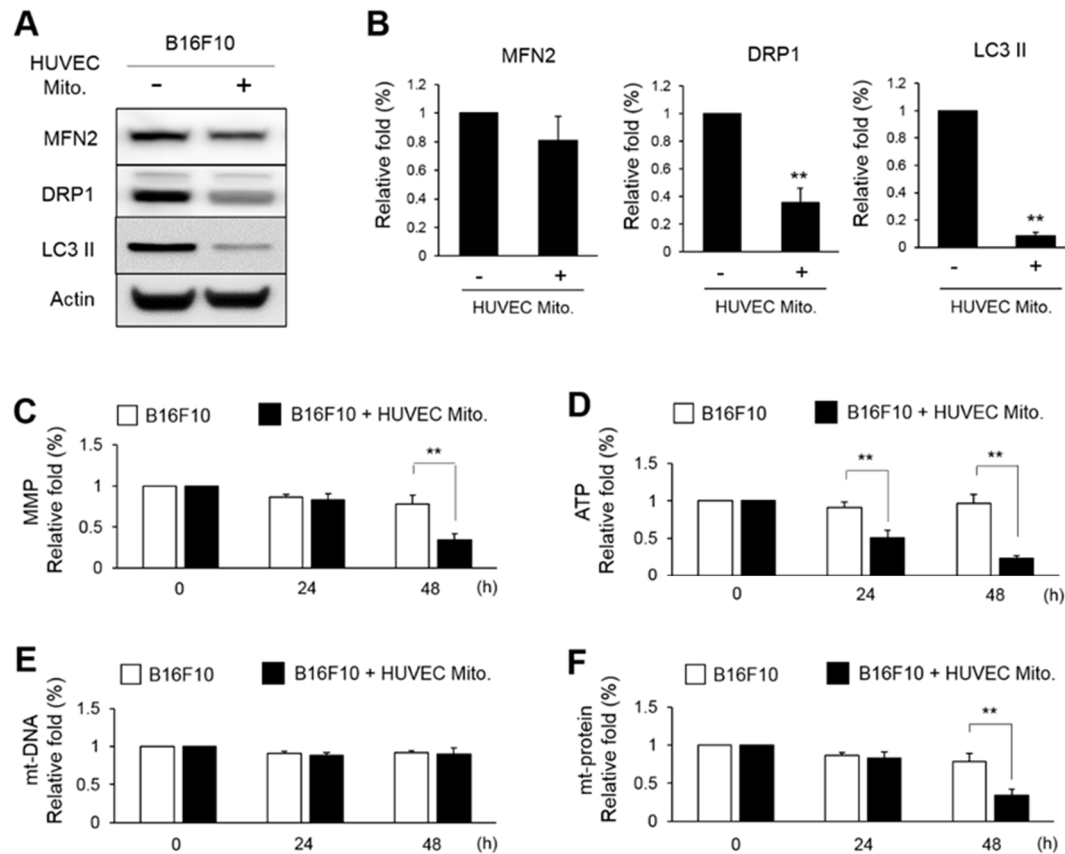 A
B16F10
HUVEC
Mito.
- +
MFN2
DRP1
LC3 II
Actin
B
MFN2
Relative fold (%)
1.2
1
0.8
0.6
0.4
0.2
0
- +
HUVEC Mito.
DRP1
Relative fold (%)
1.2
1
0.8
0.6
0.4
0.2
0
**
- +
HUVEC Mito.
LC3 II
Relative fold (%)
1.2
1
0.8
0.6
0.4
0.2
0
**
- +
HUVEC Mito.
C
B16F10
B16F10 + HUVEC Mito.
MMP
Relative fold (%)
1.5
1
0.5
0
**
0 24 48 (h)
D
B16F10
B16F10 + HUVEC Mito.
ATP
Relative fold (%)
1.5
1
0.5
0
**
**
0 24 48 (h)
E
B16F10
B16F10 + HUVEC Mito.
mt-DNA
Relative fold (%)
1.5
1
0.5
0
0 24 48 (h)
F
B16F10
B16F10 + HUVEC Mito.
mt-protein
Relative fold (%)
1.5
1
0.5
0
**
0 24 48 (h)